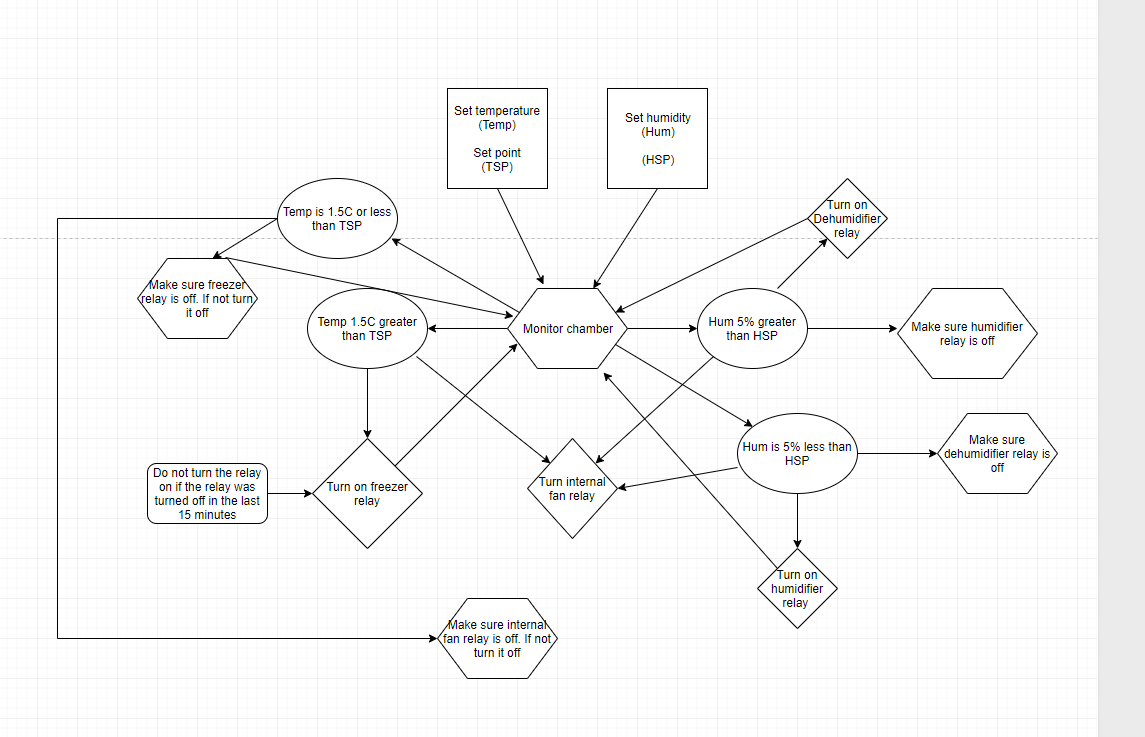 Set temperature
(Temp)
Set point
(TSP)
Set humidity
(Hum)
(HSP)
Temp is 1.5C or less
than TSP
Turn on
Dehumidifier
relay
Make sure freezer
relay is off. If not turn
it off
Temp 1.5C greater
than TSP
Monitor chamber
Hum 5% greater
than HSP
Make sure humidifier
relay is off
Hum is 5% less than
HSP
Make sure
dehumidifier relay is
off
Do not turn the relay
on if the relay was
turned off in the last
15 minutes
Turn on freezer
relay
Turn internal
fan relay
Turn on
humidifier
relay
Make sure internal
fan relay is off. If not
turn it off